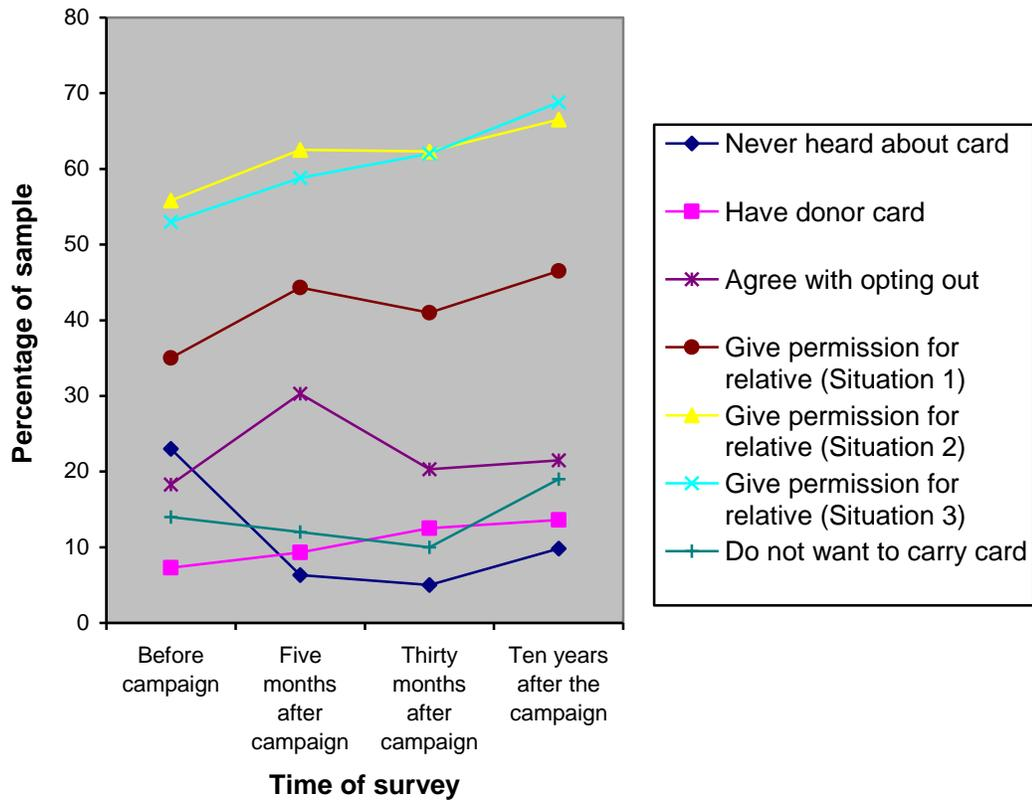 80
70
60
50
40
30
20
10
0
Percentage of sample
Before
campaign
Five
months
after
campaign
Thirty
months
after
campaign
Ten years
after the
campaign
Time of survey
Never heard about card
Have donor card
Agree with opting out
Give permission for
relative (Situation 1)
Give permission for
relative (Situation 2)
Give permission for
relative (Situation 3)
Do not want to carry card